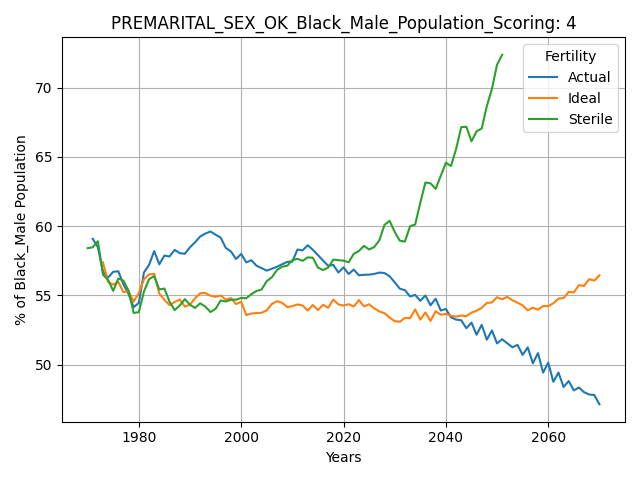 PREMARITAL_SEX_OK_Black_Male_Population_Scoring: 4
% of Black_Male Population
70
65
60
55
50
1980
2000
2020
2040
2060
Years
Fertility
Actual
Ideal
Sterile